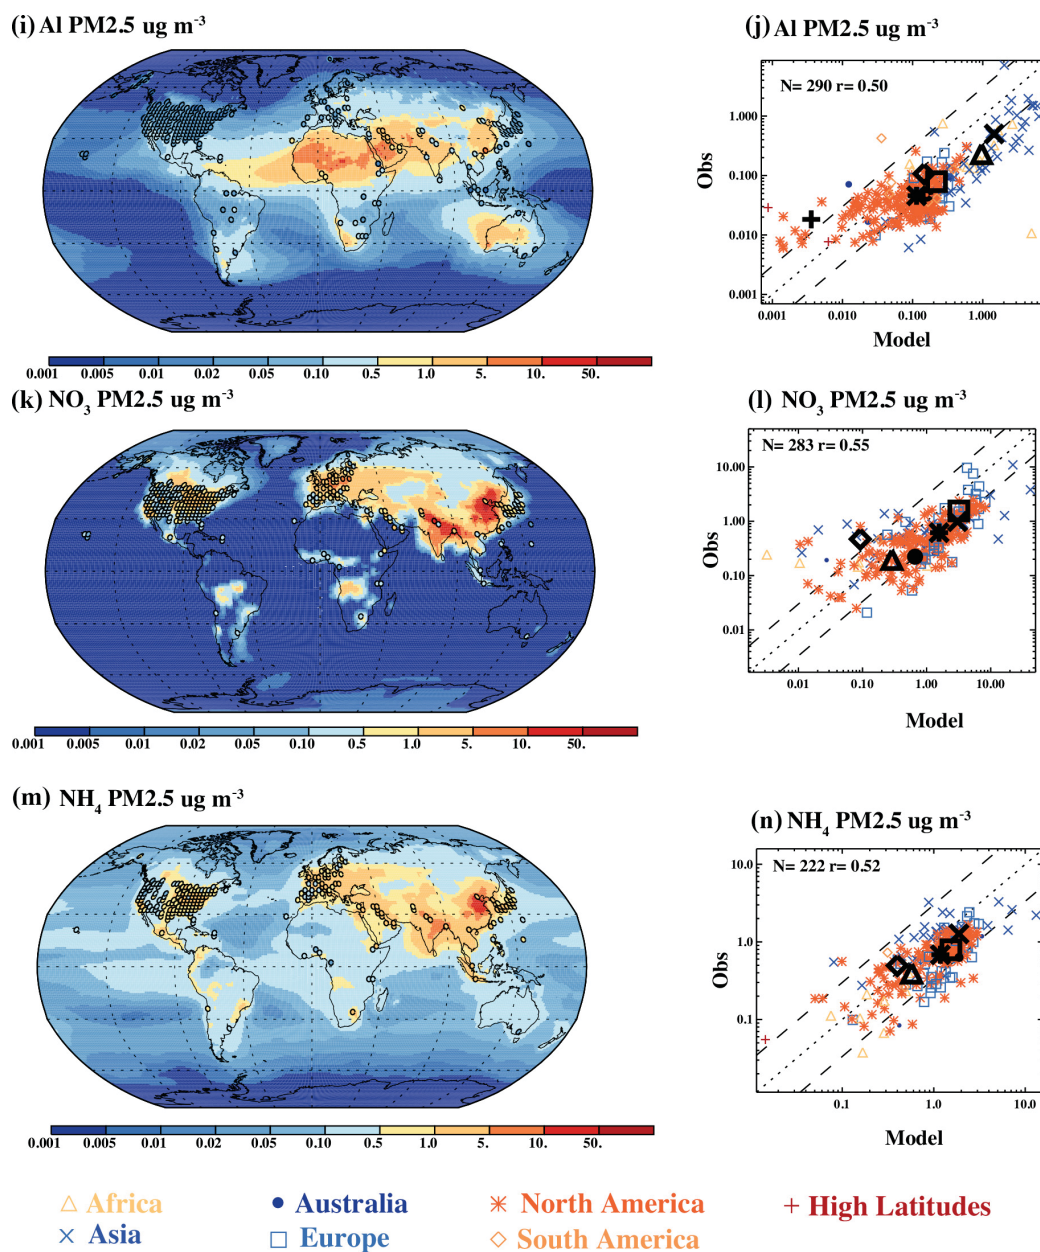 (i) Al PM2.5 ug m-3
0.001 0.005 0.01 0.02 0.05 0.10 0.5 1.0 5. 10. 50.
(j) Al PM2.5 ug m-3
N= 290 r= 0.50
1.000
0.100
0.010
0.001
Obs
0.001 0.010 0.100 1.000
Model
(k) NO3 PM2.5 ug m-3
0.001 0.005 0.01 0.02 0.05 0.10 0.5 1.0 5. 10. 50.
(l) NO3 PM2.5 ug m-3
N= 283 r= 0.55
10.00
1.00
0.10
0.01
Obs
0.01 0.10 1.00 10.00
Model
(m) NH4 PM2.5 ug m-3
0.001 0.005 0.01 0.02 0.05 0.10 0.5 1.0 5. 10. 50.
(n) NH4 PM2.5 ug m-3
N= 222 r= 0.52
10.0
1.0
0.1
Obs
0.1 1.0 10.0
Model
Africa Australia North America High Latitudes
Asia Europe South America